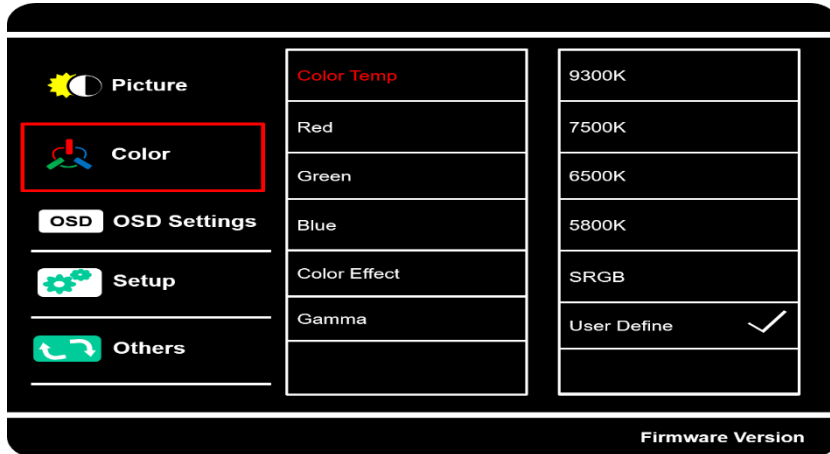 Picture
Color
OSD OSD Settings
Setup
Others
Color Temp
Red
Green
Blue
Color Effect
Gamma
9300K
7500K
6500K
5800K
SRGB
User Define
Firmware Version